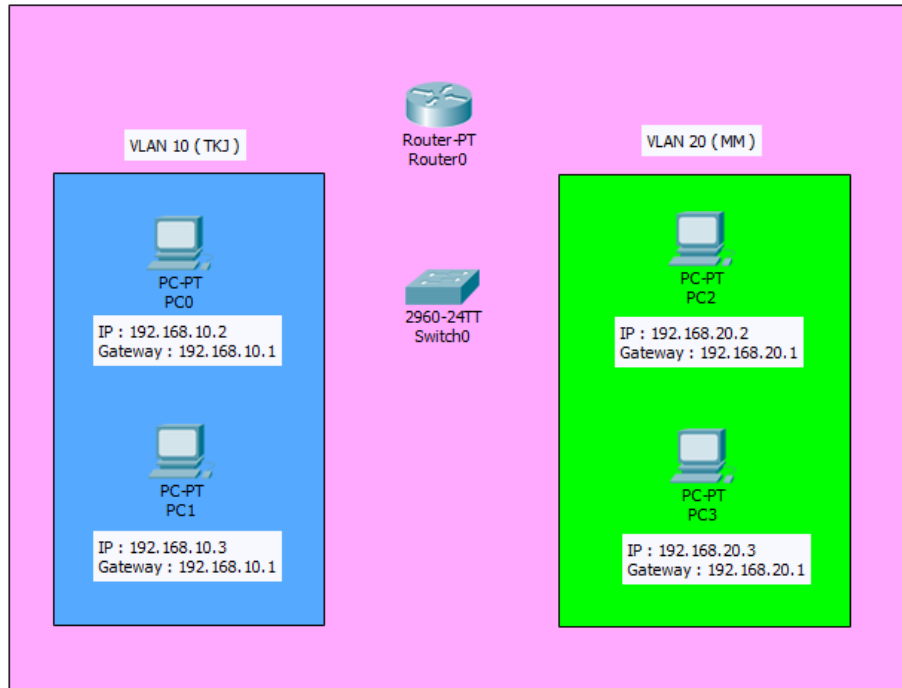 Router-PT
Router0
VLAN 10 ( TKJ )
VLAN 20 ( MM )
PC-PT
PC0
IP : 192.168.10.2
Gateway : 192.168.10.1
2960-24TT
Switch0
PC-PT
PC2
IP : 192.168.20.2
Gateway : 192.168.20.1
PC-PT
PC1
IP : 192.168.10.3
Gateway : 192.168.10.1
PC-PT
PC3
IP : 192.168.20.3
Gateway : 192.168.20.1